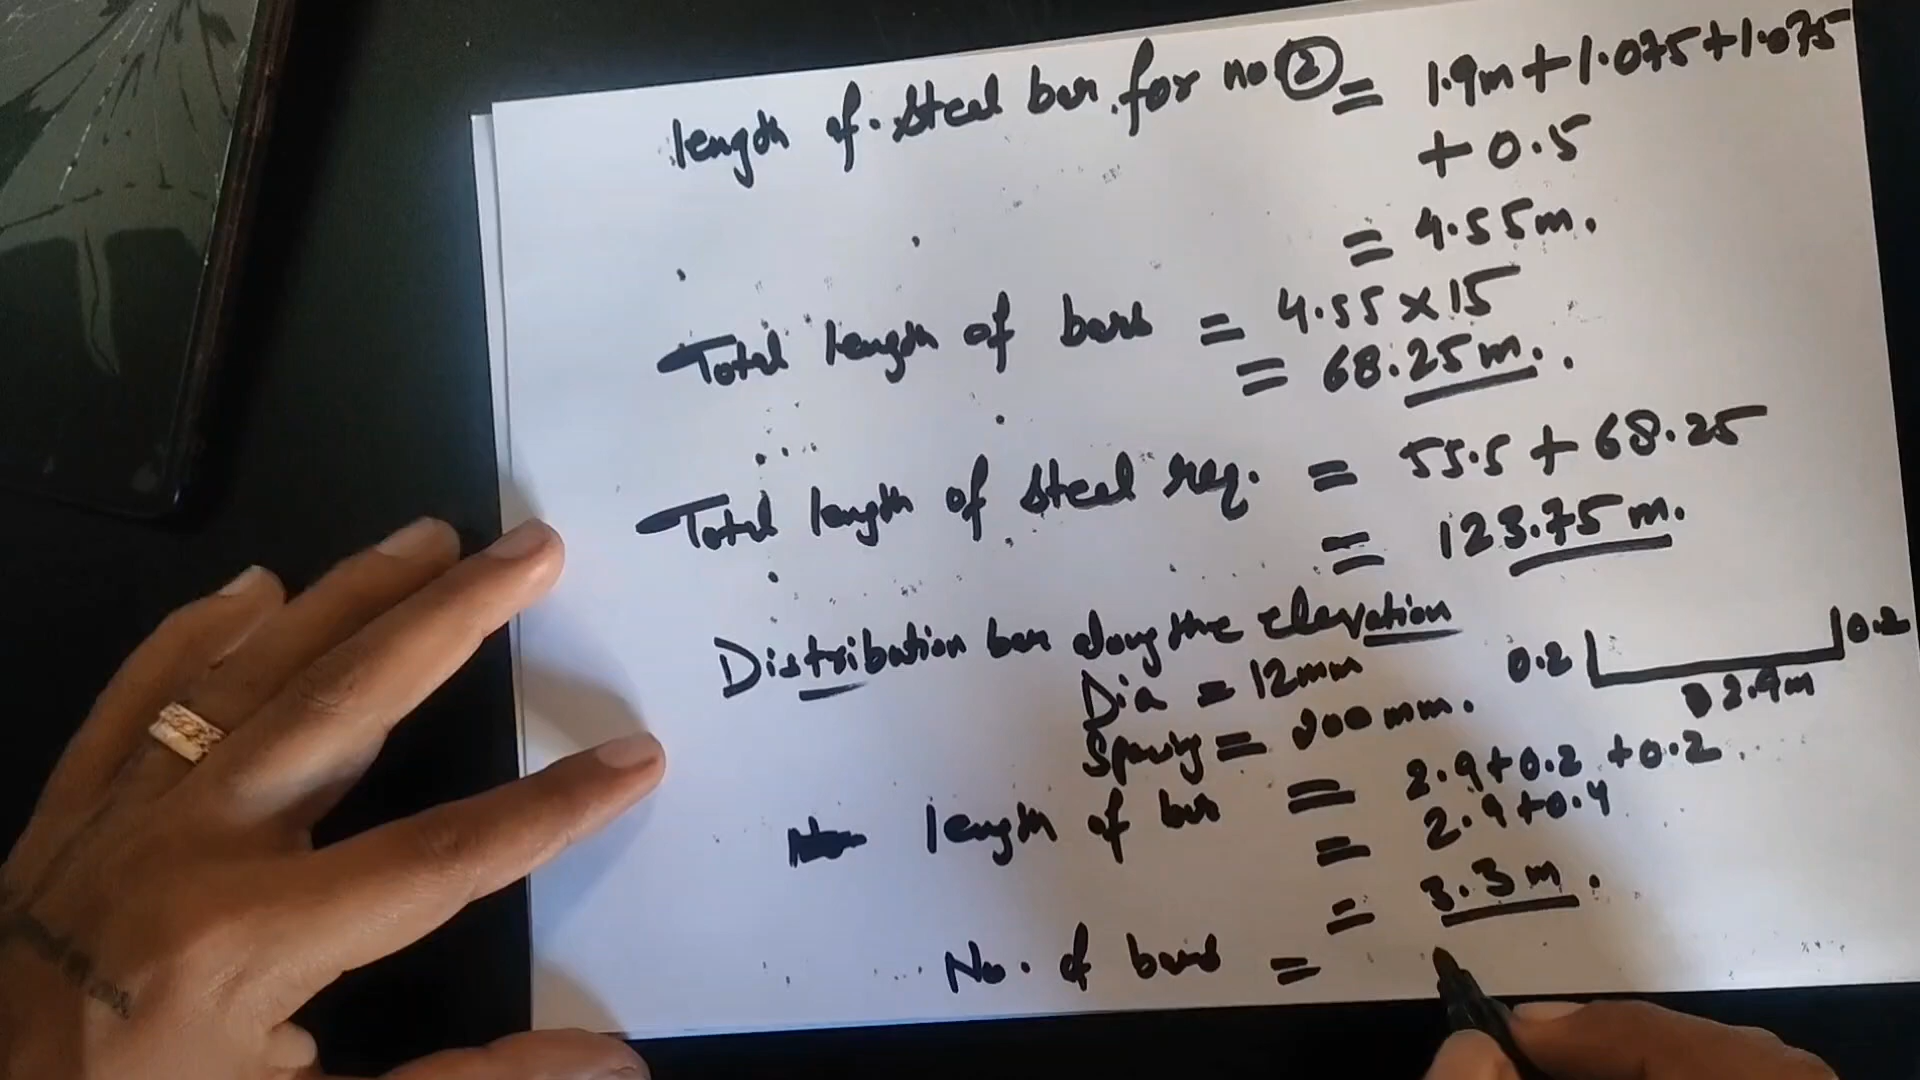 length of steel bar for no ② = 1.9m + 1.075 + 1.075
+ 0.5
= 4.55m.
Total length of bars = 4.55 × 15
= 68.25m.
Total length of steel req. = 55.5 + 68.25
= 123.75m.
Distribution bar along the elevation
0.2 0.2
2.9m
Dia = 12mm
Spacing = 200mm.
length of bar = 2.9 + 0.2 + 0.2
= 2.9 + 0.4
= 3.3m.
No. of bars =